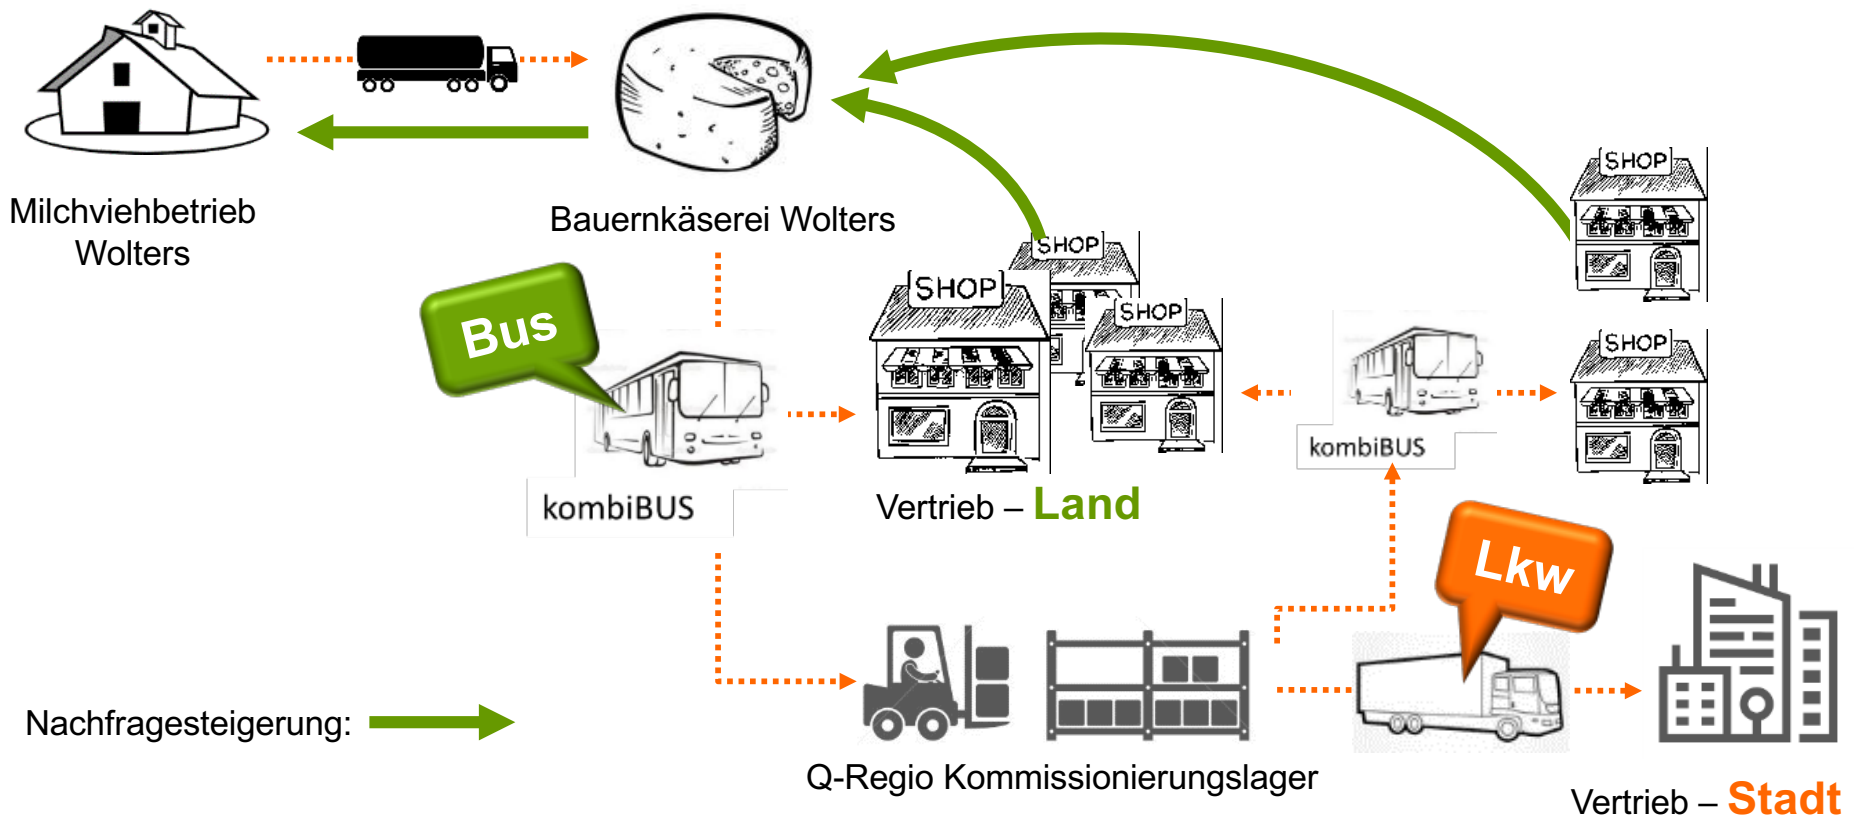 SHOP
Milchviehbetrieb
Wolters
Bauernkäserei Wolters
SHOP
SHOP
SHOP
Bus
SHOP
kombiBUS
kombiBUS
Vertrieb – Land
Lkw
Nachfragesteigerung:
Q-Regio Kommissionierungslager
Vertrieb – Stadt